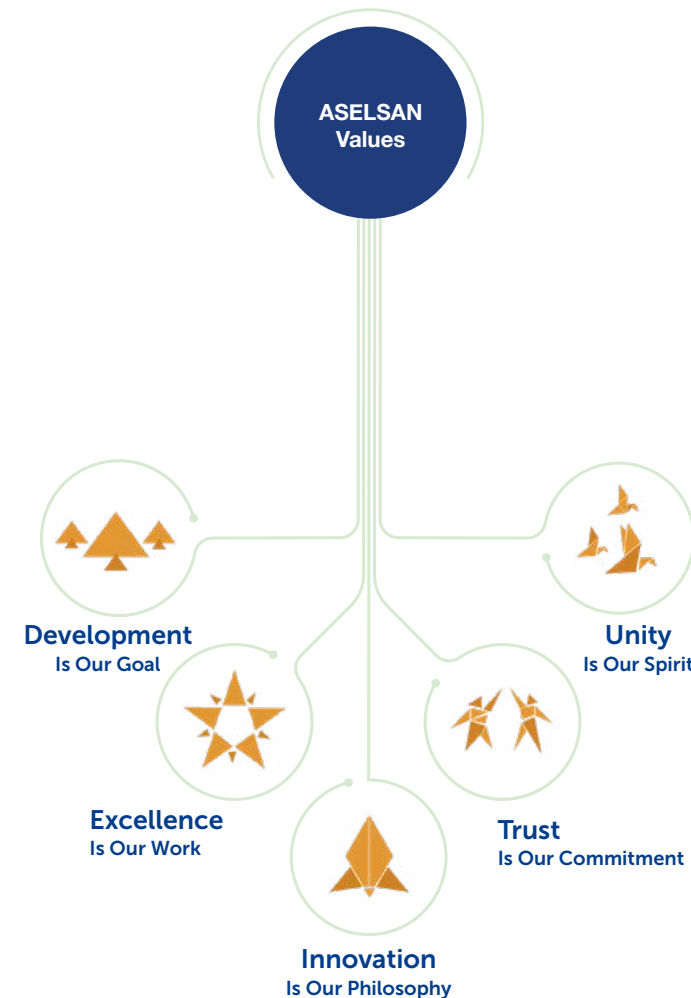 ASELSAN
Values
Development
Is Our Goal
Unity
Is Our Spirit
Excellence
Is Our Work
Trust
Is Our Commitment
Innovation
Is Our Philosophy